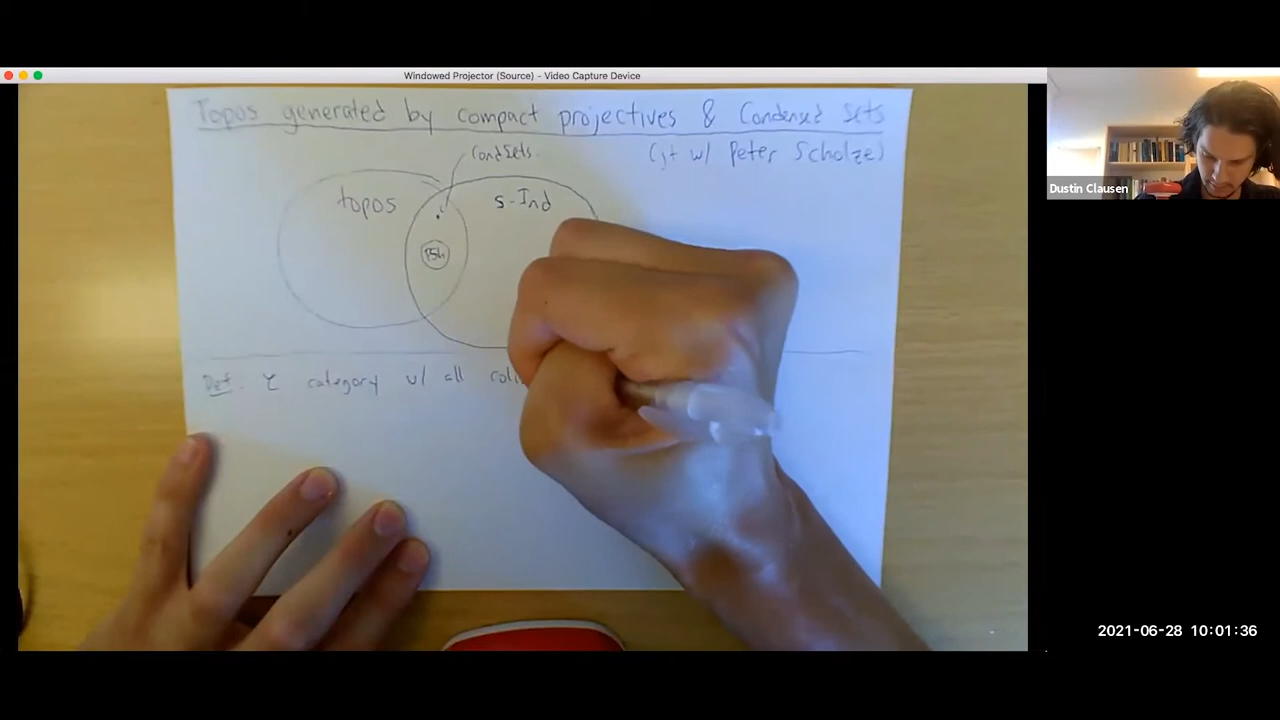 Windowed Projector (Source) - Video Capture Device
Topos generated by compact projectives & Condensed Sets
(jt w/ Peter Scholze)
CondSets
topos
s-Ind
PSh
Def: C category w/ all
Dustin Clausen
2021-06-28 10:01:36